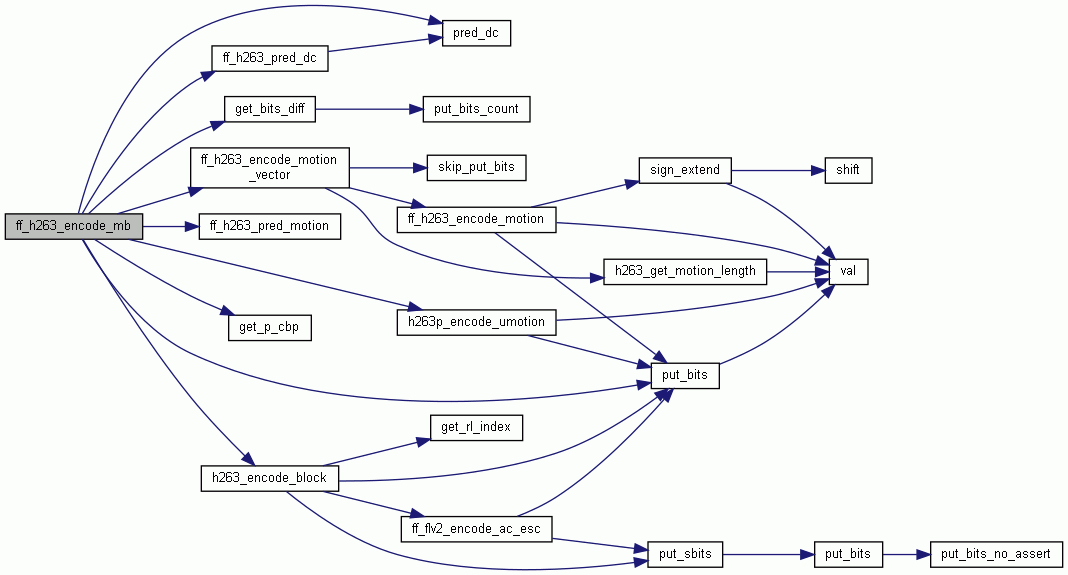 pred_dc
ff_h263_pred_dc
get_bits_diff
put_bits_count
ff_h263_encode_motion
_vector
skip_put_bits
sign_extend
shift
ff_h263_encode_mb
ff_h263_pred_motion
ff_h263_encode_motion
h263_get_motion_length
val
get_p_cbp
h263p_encode_umotion
put_bits
get_rl_index
h263_encode_block
ff_flv2_encode_ac_esc
put_sbits
put_bits
put_bits_no_assert